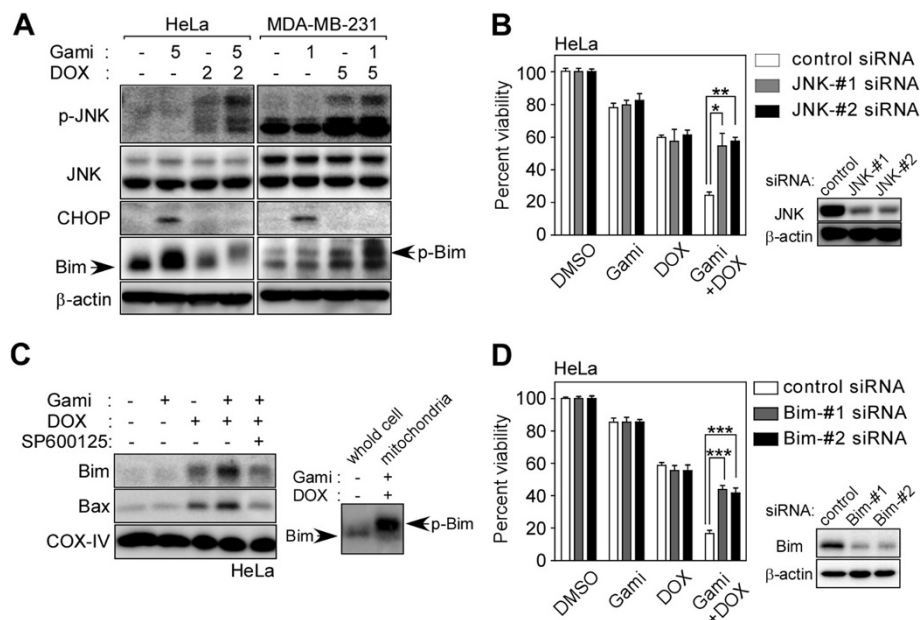 A
HeLa
MDA-MB-231
Gami : - 5 - 5 - 1 - 1
DOX : - - 2 2 - - 5 5
p-JNK
JNK
CHOP
Bim
p-Bim
β-actin
B
HeLa
Percent viability
100
80
60
40
20
0
DMSO
Gami
DOX
Gami
+DOX
*
**
control siRNA
JNK-#1 siRNA
JNK-#2 siRNA
siRNA: control JNK-#1 JNK-#2
JNK
β-actin
C
Gami : - + - + +
DOX : - - + + +
SP600125: - - - - +
Bim
Bax
COX-IV
HeLa
whole cell
mitochondria
Gami : - +
DOX : - +
Bim
p-Bim
D
HeLa
Percent viability
100
80
60
40
20
0
DMSO
Gami
DOX
Gami
+DOX
***
***
control siRNA
Bim-#1 siRNA
Bim-#2 siRNA
siRNA: control Bim-#1 Bim-#2
Bim
β-actin